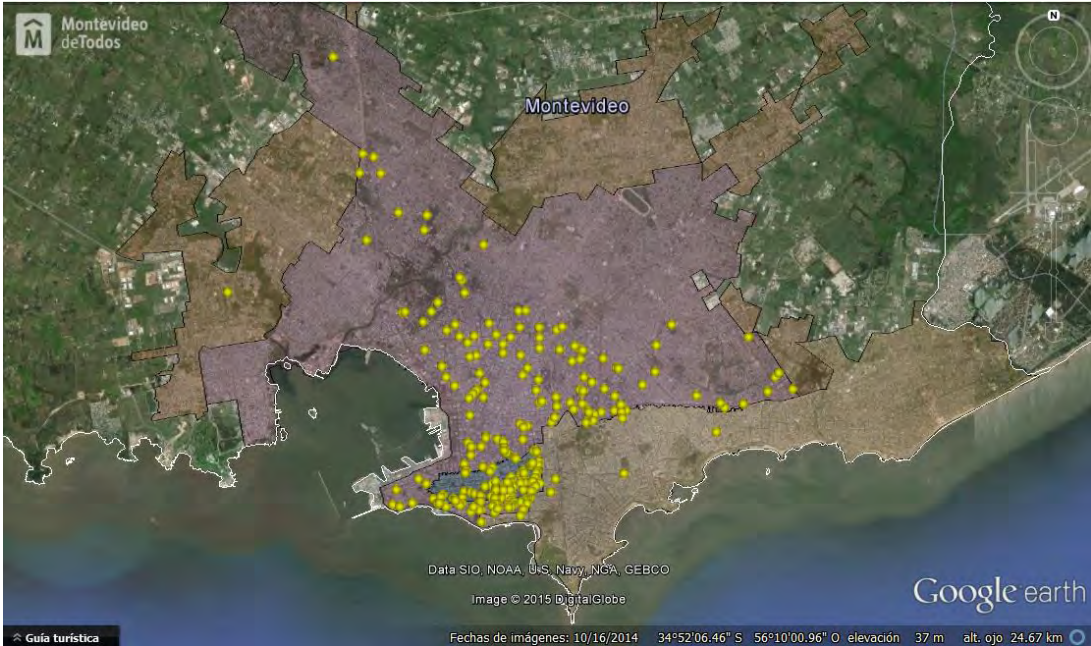 Montevideo
deTodos
N
Montevideo
Data SIO, NOAA, U.S. Navy, NGA, GEBCO
Image © 2015 DigitalGlobe
Google earth
Guía turística
Fechas de imágenes: 10/16/2014 34°52'06.46" S 56°10'00.96" O elevación 37 m alt. ojo 24.67 km